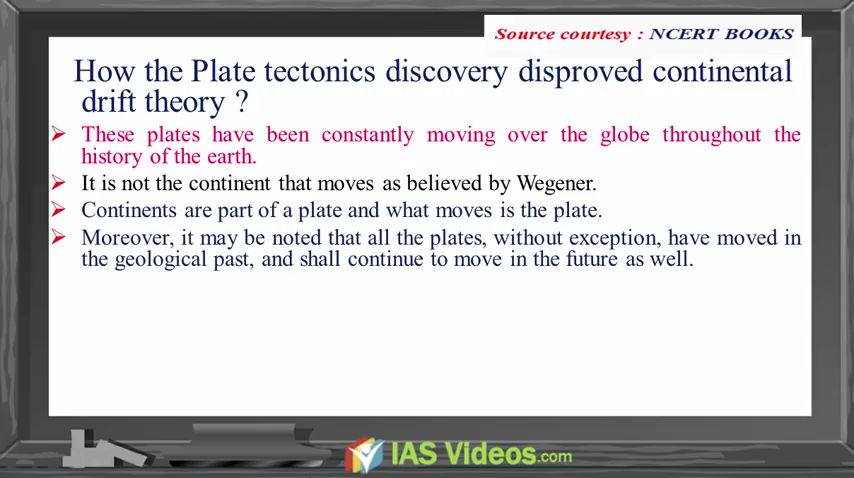 Source courtesy : NCERT BOOKS
How the Plate tectonics discovery disproved continental
drift theory ?
➢ These plates have been constantly moving over the globe throughout the
history of the earth.
➢ It is not the continent that moves as believed by Wegener.
➢ Continents are part of a plate and what moves is the plate.
➢ Moreover, it may be noted that all the plates, without exception, have moved in
the geological past, and shall continue to move in the future as well.
IAS Videos.com